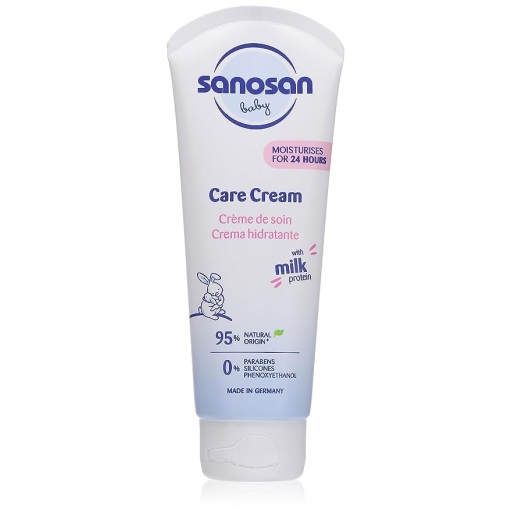 sanosan
baby
MOISTURISES
FOR 24 HOURS
Care Cream
Crème de soin
Crema hidratante
with
milk
protein
95% NATURAL
ORIGIN+
0% PARABENS
SILICONES
PHENOXYETHANOL
MADE IN GERMANY